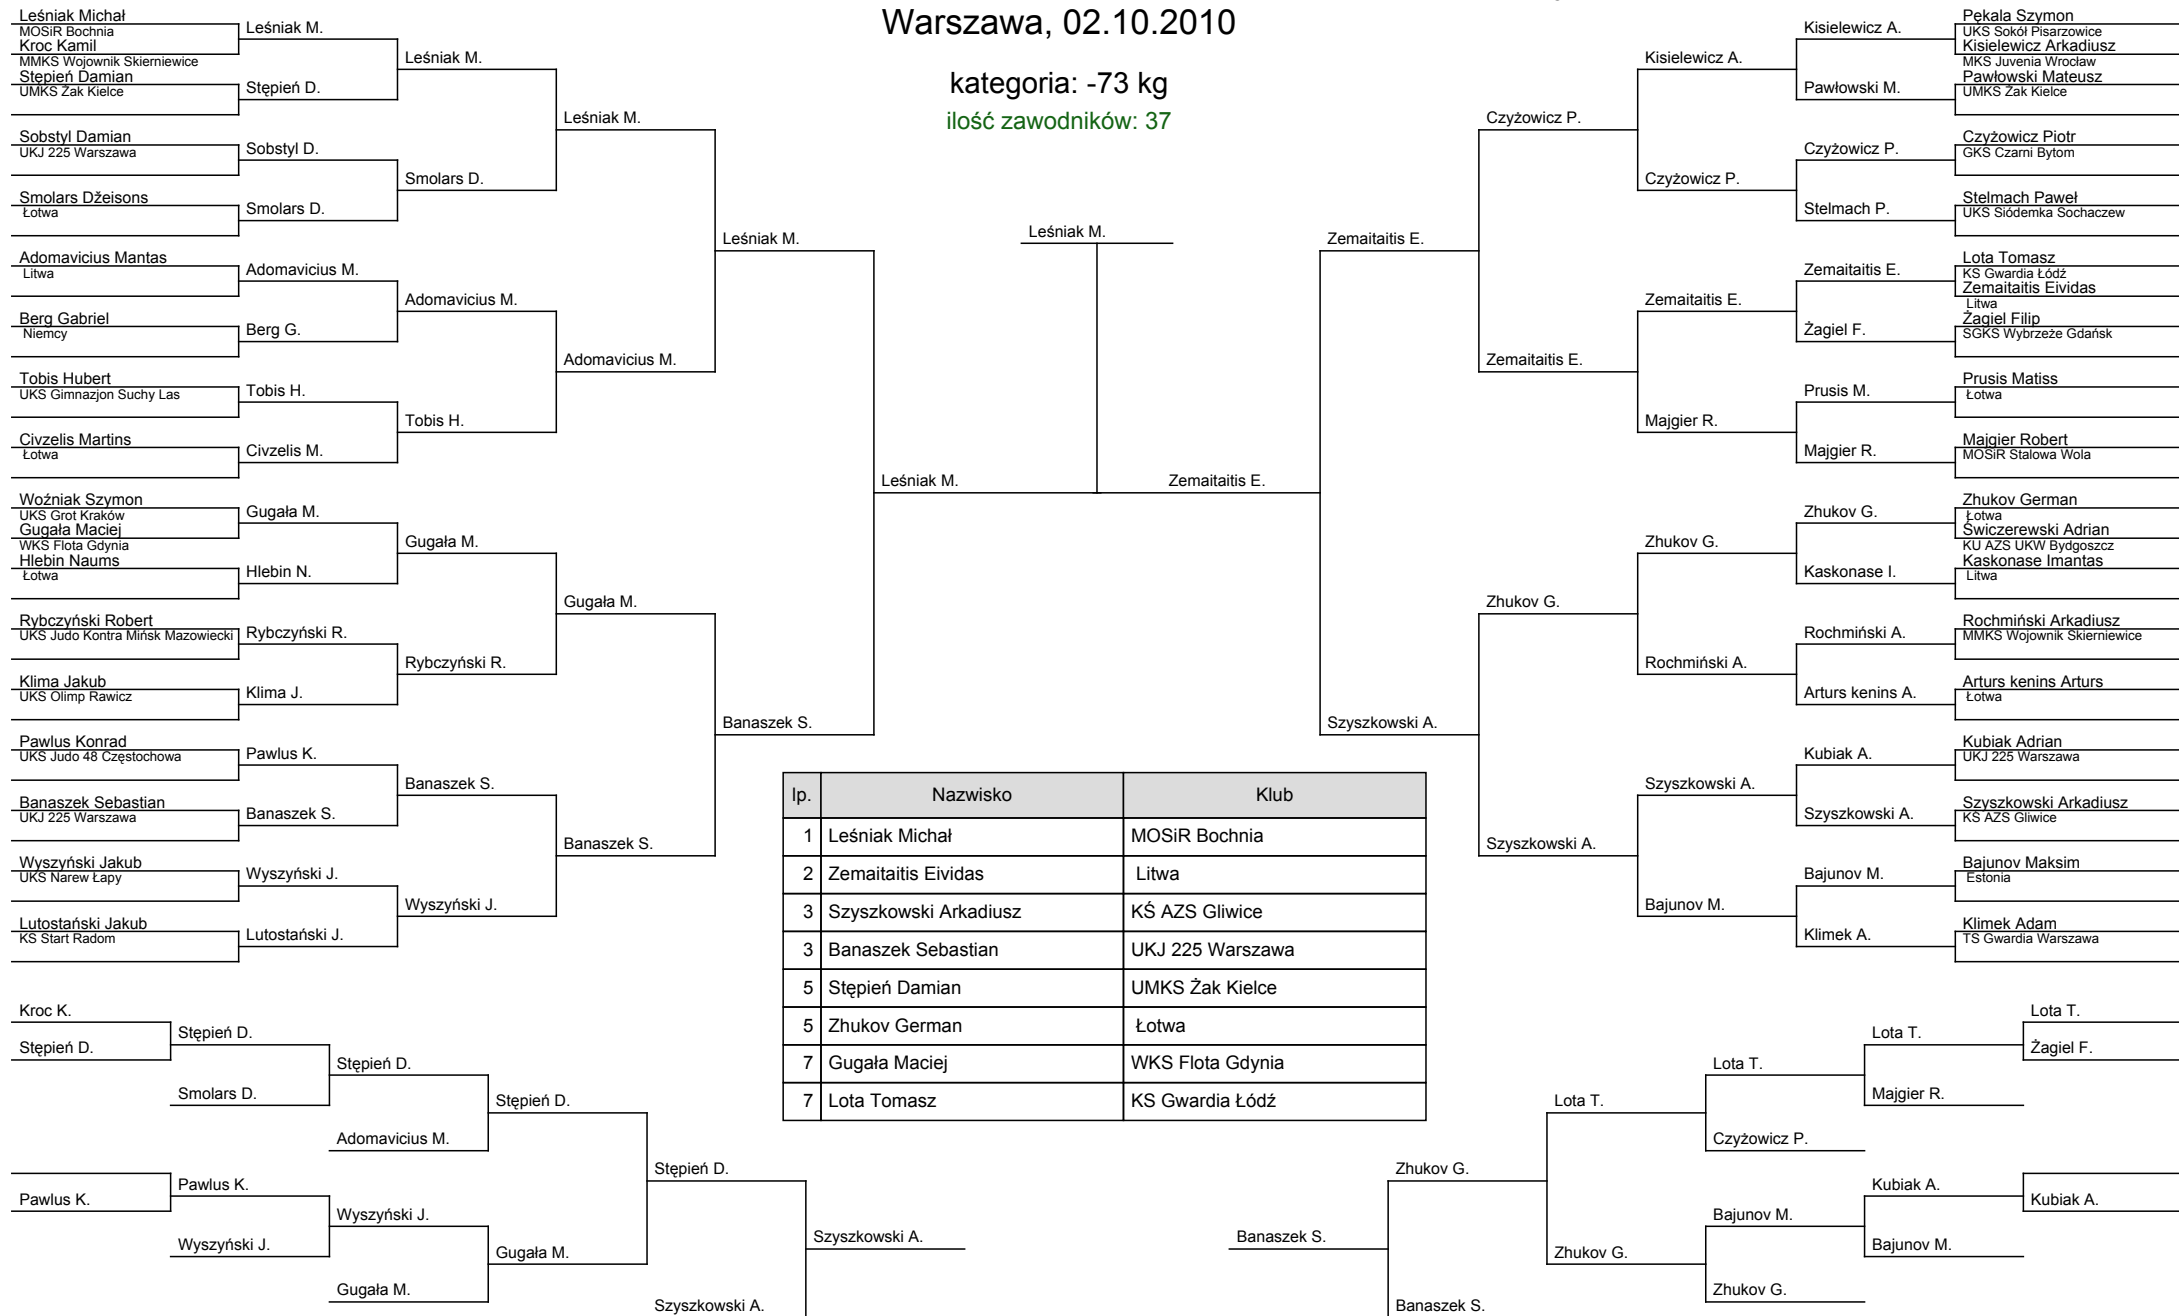 Warszawa, 02.10.2010
kategoria: -73 kg
ilość zawodników: 37
Leśniak Michał
MOSiR Bochnia
Kroc Kamil
MMKS Wojownik Skierniewice
Stępień Damian
UMKS Żak Kielce
Sobstyl Damian
UKJ 225 Warszawa
Smolars Džeisons
Łotwa
Adomavicius Mantas
Litwa
Berg Gabriel
Niemcy
Tobis Hubert
UKS Gimnazjon Suchy Las
Civzelis Martins
Łotwa
Woźniak Szymon
UKS Grot Kraków
Gugała Maciej
WKS Flota Gdynia
Hlebin Naums
Łotwa
Rybczyński Robert
UKS Judo Kontra Mińsk Mazowiecki
Klima Jakub
UKS Olimp Rawicz
Pawlus Konrad
UKS Judo 48 Częstochowa
Banaszek Sebastian
UKJ 225 Warszawa
Wyszyński Jakub
UKS Narew Łapy
Lutostański Jakub
KS Start Radom
Leśniak M.
Stępień D.
Sobstyl D.
Smolars D.
Adomavicius M.
Berg G.
Tobis H.
Civzelis M.
Gugała M.
Hlebin N.
Rybczyński R.
Klima J.
Pawlus K.
Banaszek S.
Wyszyński J.
Lutostański J.
Leśniak M.
Smolars D.
Adomavicius M.
Tobis H.
Gugała M.
Rybczyński R.
Banaszek S.
Wyszyński J.
Leśniak M.
Adomavicius M.
Gugała M.
Banaszek S.
Leśniak M.
Banaszek S.
Leśniak M.
Leśniak M.
Zemaitaitis E.
Zemaitaitis E.
Szyszkowski A.
Czyżowicz P.
Zemaitaitis E.
Zhukov G.
Szyszkowski A.
Kisielewicz A.
Czyżowicz P.
Zemaitaitis E.
Majgier R.
Zhukov G.
Rochmiński A.
Szyszkowski A.
Bajunov M.
Kisielewicz A.
Pawłowski M.
Czyżowicz P.
Stelmach P.
Zemaitaitis E.
Żagiel F.
Prusis M.
Majgier R.
Zhukov G.
Kaskonase I.
Rochmiński A.
Arturs kenins A.
Kubiak A.
Szyszkowski A.
Bajunov M.
Klimek A.
Pękala Szymon
UKS Sokół Pisarzowice
Kisielewicz Arkadiusz
MKS Juvenia Wrocław
Pawłowski Mateusz
UMKS Żak Kielce
Czyżowicz Piotr
GKS Czarni Bytom
Stelmach Paweł
UKS Siódemka Sochaczew
Lota Tomasz
KS Gwardia Łódź
Zemaitaitis Eividas
Litwa
Żagiel Filip
SGKS Wybrzeże Gdańsk
Prusis Matiss
Łotwa
Majgier Robert
MOSiR Stalowa Wola
Zhukov German
Łotwa
Świczerewski Adrian
KU AZS UKW Bydgoszcz
Kaskonase Imantas
Litwa
Rochmiński Arkadiusz
MMKS Wojownik Skierniewice
Arturs kenins Arturs
Łotwa
Kubiak Adrian
UKJ 225 Warszawa
Szyszkowski Arkadiusz
KŚ AZS Gliwice
Bajunov Maksim
Estonia
Klimek Adam
TS Gwardia Warszawa
lp. Nazwisko Klub
1 Leśniak Michał MOSiR Bochnia
2 Zemaitaitis Eividas Litwa
3 Szyszkowski Arkadiusz KŚ AZS Gliwice
3 Banaszek Sebastian UKJ 225 Warszawa
5 Stępień Damian UMKS Żak Kielce
5 Zhukov German Łotwa
7 Gugała Maciej WKS Flota Gdynia
7 Lota Tomasz KS Gwardia Łódź
Kroc K.
Stępień D.
Pawlus K.
Stępień D.
Smolars D.
Pawlus K.
Wyszyński J.
Stępień D.
Adomavicius M.
Wyszyński J.
Gugała M.
Stępień D.
Gugała M.
Stępień D.
Szyszkowski A.
Szyszkowski A.
Banaszek S.
Zhukov G.
Banaszek S.
Lota T.
Zhukov G.
Lota T.
Czyżowicz P.
Bajunov M.
Zhukov G.
Lota T.
Majgier R.
Kubiak A.
Bajunov M.
Lota T.
Żagiel F.
Kubiak A.